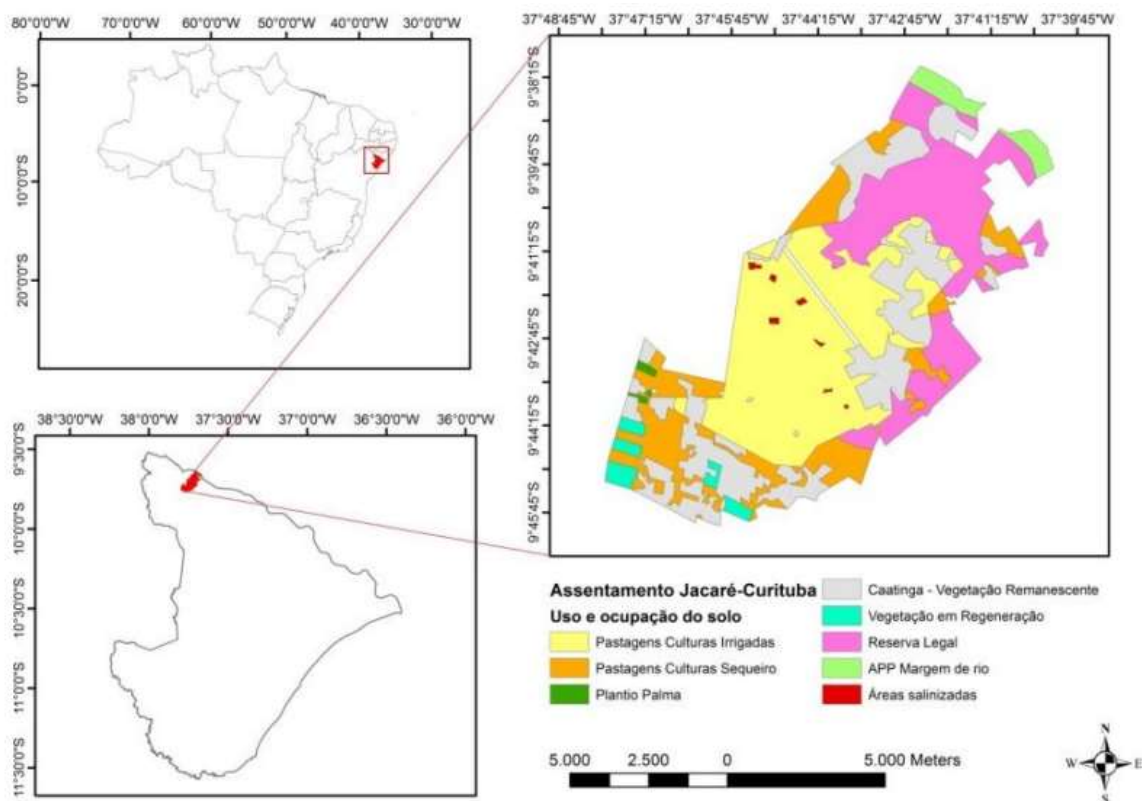 80°0'0"W 60°0'0"W 50°0'0"W 40°0'0"W 30°0'0"W
0°0'0"
10°0'0"S
20°0'0"S
37°48'45"W 37°47'15"W 37°45'45"W 37°44'15"W 37°42'45"W 37°41'15"W 37°39'45"W
9°38'15"S
9°39'45"S
9°41'15"S
9°42'45"S
9°44'15"S
9°45'45"S
38°30'0"W 38°0'0"W 37°30'0"W 37°0'0"W 36°30'0"W 36°0'0"W
9°30'0"S
10°0'0"S
10°30'0"S
11°0'0"S
11°30'0"S
Assentamento Jacaré-Curituba
Uso e ocupação do solo
Pastagens Culturas Irrigadas
Pastagens Culturas Sequeiro
Plantio Palma
Caatinga - Vegetação Remanescente
Vegetação em Regeneração
Reserva Legal
APP Margem de rio
Áreas salinizadas
5.000 2.500 0 5.000 Meters
N
W E
S